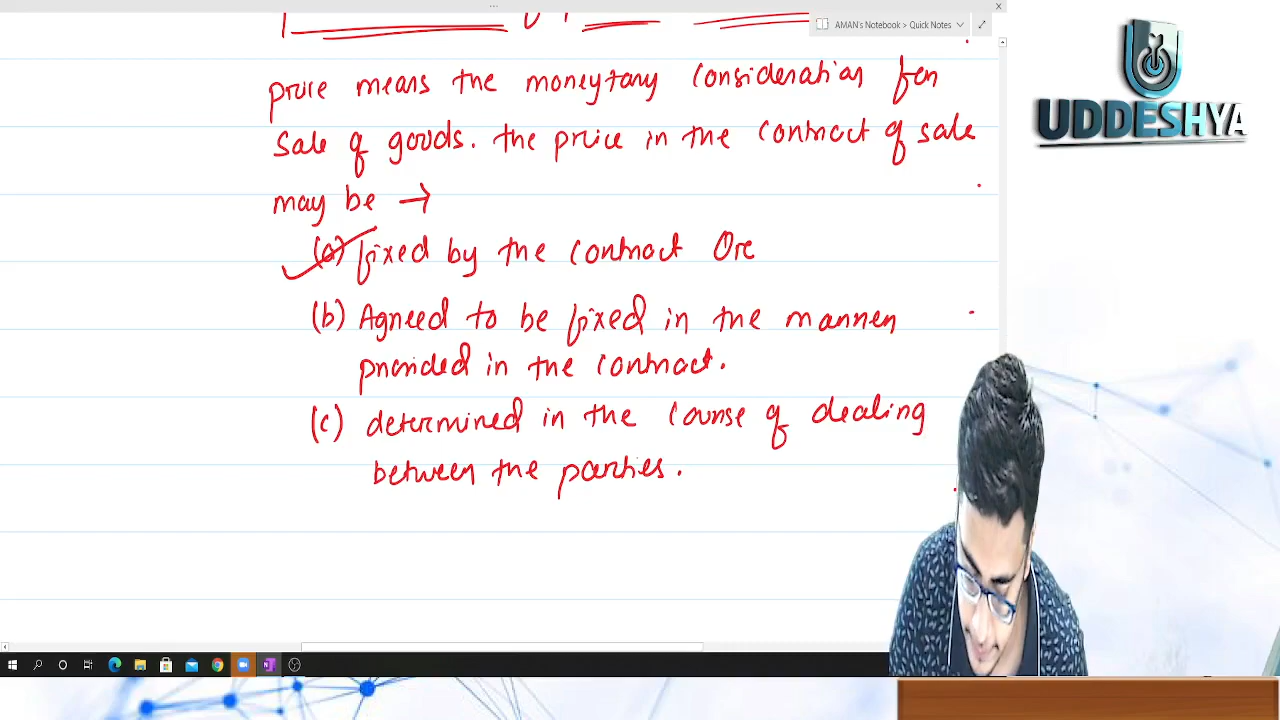 AMAN's Notebook > Quick Notes
UDDESHYA
price means the moneytary consideration for
sale of goods. the price in the contract of sale
may be →
(a) fixed by the contract Or
(b) Agreed to be fixed in the manner
provided in the contract.
(c) determined in the course of dealing
between the parties.